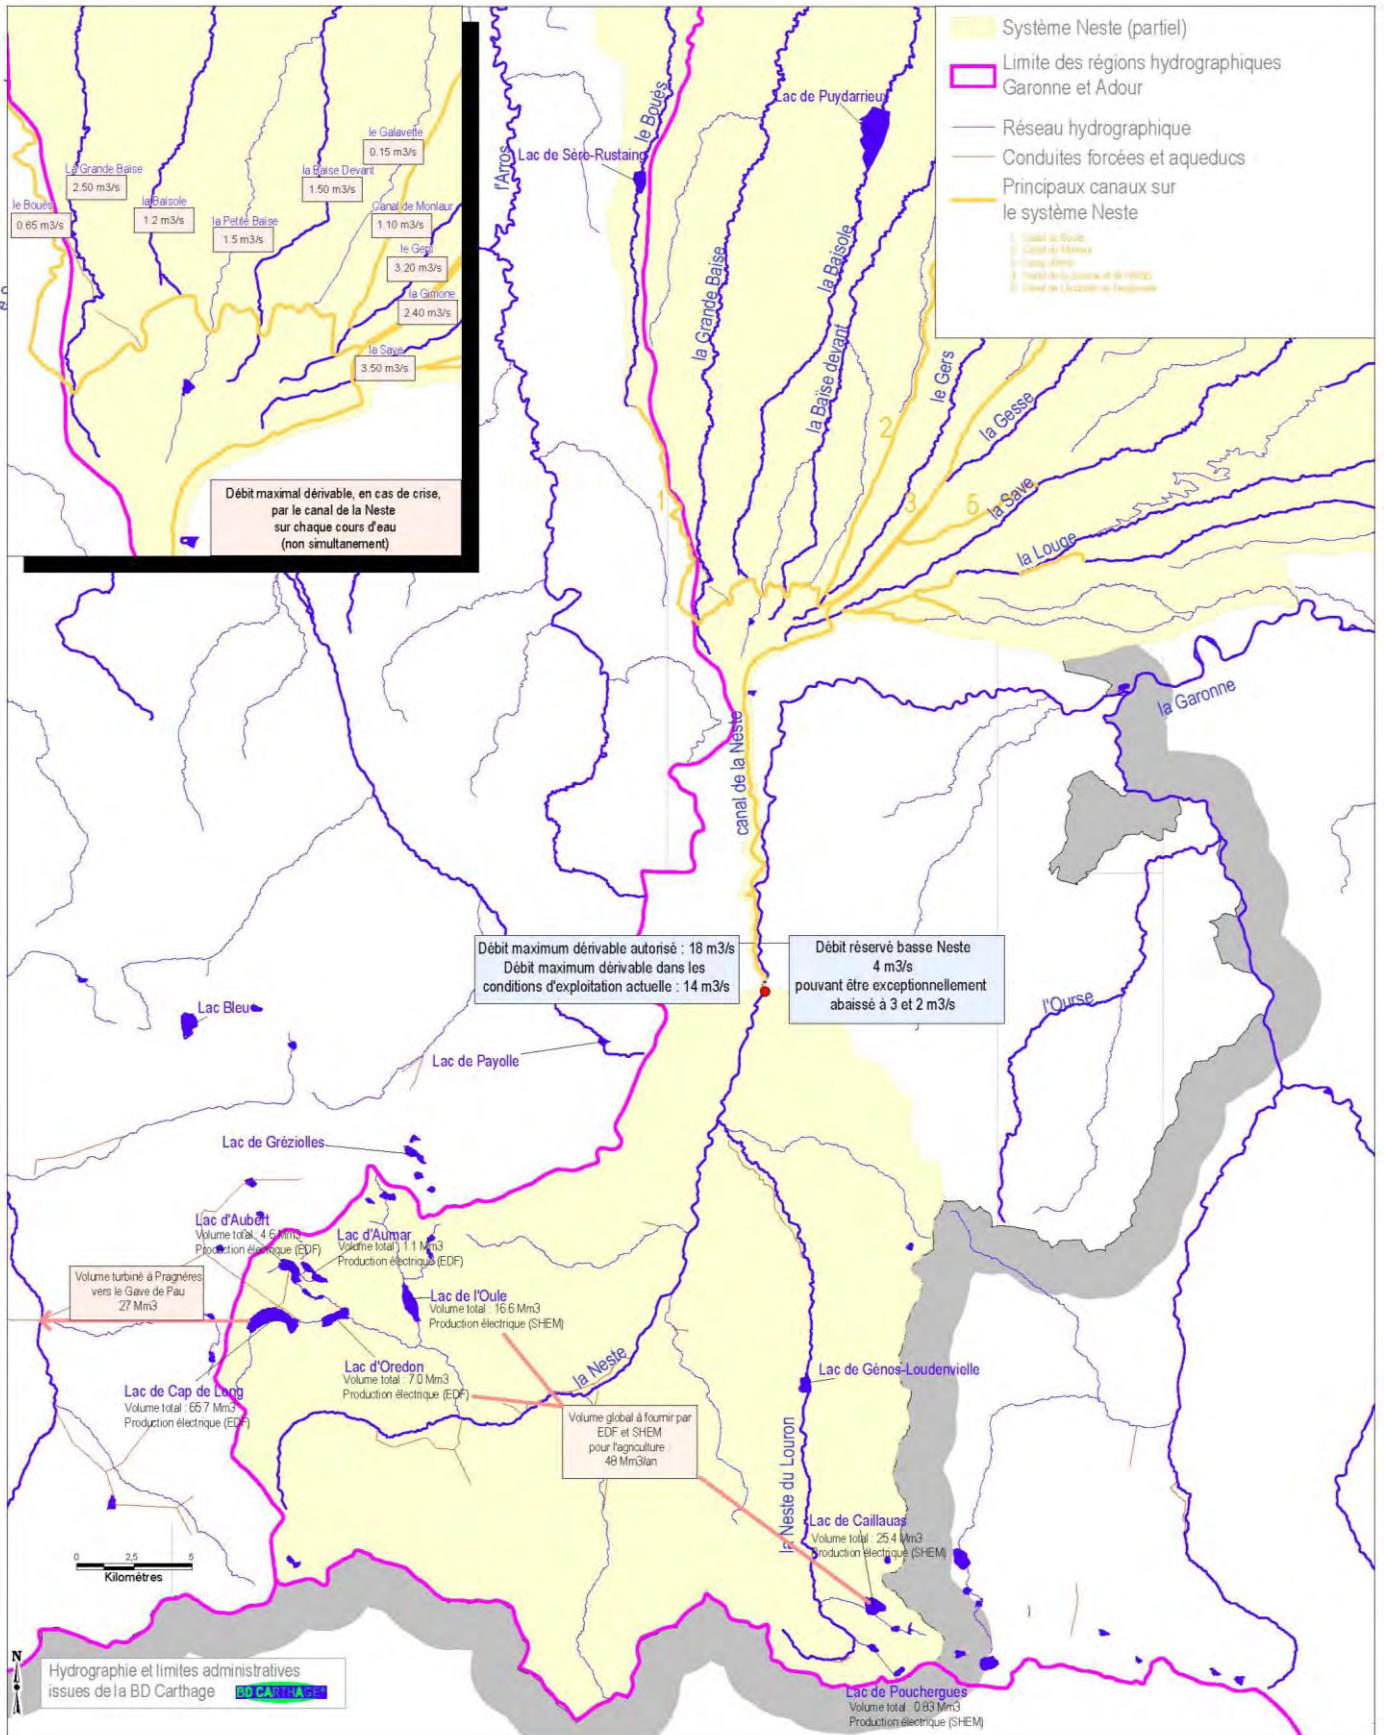 le Galavette
0.15 m3/s
La Grande Baïse
2.50 m3/s
la Baïse Devant
1.50 m3/s
le Bouès
0.65 m3/s
la Baïsole
1.2 m3/s
la Petite Baïse
1.5 m3/s
Canal de Monlaur
1.10 m3/s
le Gers
3.20 m3/s
la Gimone
2.40 m3/s
la Save
3.50 m3/s
Débit maximal dérivable, en cas de crise,
par le canal de la Neste
sur chaque cours d'eau
(non simultanement)
Système Neste (partiel)
Limite des régions hydrographiques
Garonne et Adour
Réseau hydrographique
Conduites forcées et aqueducs
Principaux canaux sur
le système Neste
l'Arros
le Bouès
Lac de Sère-Rustaing
Lac de Puydarrieux
la Grande Baïse
la Baïsole
la Baïse devant
le Gers
la Gesse
la Save
la Louge
1
2
3
5
la Garonne
canal de la Neste
Débit maximum dérivable autorisé : 18 m3/s
Débit maximum dérivable dans les
conditions d'exploitation actuelle : 14 m3/s
Débit réservé basse Neste
4 m3/s
pouvant être exceptionnellement
abaissé à 3 et 2 m3/s
l'Ourse
Lac Bleu
Lac de Payolle
Lac de Gréziolles
Lac d'Aubert
Volume total : 4.6 Mm3
Production électrique (EDF)
Lac d'Aumar
Volume total : 1.1 Mm3
Production électrique (EDF)
Volume turbiné à Pragnères
vers le Gave de Pau
27 Mm3
Lac de l'Oule
Volume total : 16.6 Mm3
Production électrique (SHEM)
Lac d'Oredon
Volume total : 7.0 Mm3
Production électrique (EDF)
Lac de Cap de Long
Volume total : 65.7 Mm3
Production électrique (EDF)
la Neste
Lac de Génos-Loudenvielle
Volume global à fournir par
EDF et SHEM
pour l'agriculture
48 Mm3/an
la Neste du Louron
Lac de Caillauas
Volume total : 25.4 Mm3
Production électrique (SHEM)
0 2,5 5
Kilométres
N
Hydrographie et limites administratives
issues de la BD Carthage
BD CARTHAGE
Lac de Pouchergues
Volume total : 0.83 Mm3
Production électrique (SHEM)